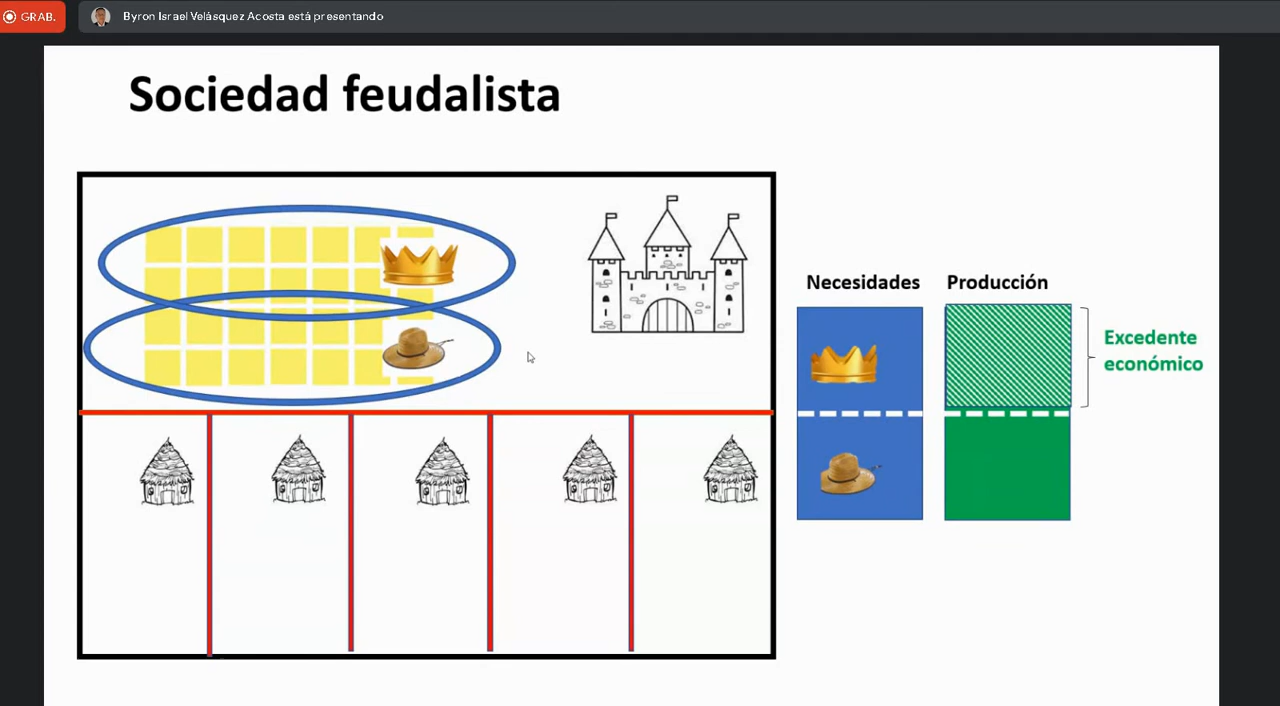 GRAB.
Byron Israel Velásquez Acosta está presentando
Sociedad feudalista
Necesidades
Producción
Excedente
económico